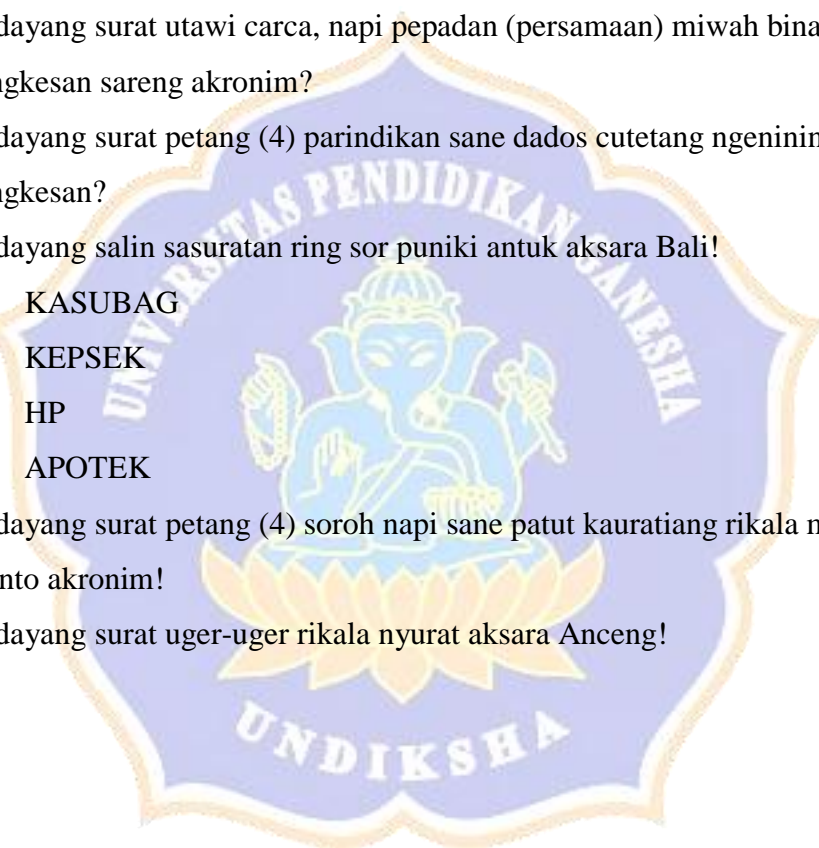 dayang surat utawi carca, napi pepadan (persamaan) miwah bina
ngkesan sareng akronim?
dayang surat petang (4) parindikan sane dados cutetang ngeninin
ngkesan?
dayang salin sasuratan ring sor puniki antuk aksara Bali!
KASUBAG
KEPSEK
HP
APOTEK
dayang surat petang (4) soroh napi sane patut kauratiang rikala n
nto akronim!
dayang surat uger-uger rikala nyurat aksara Anceng!
UNIVERSITAS PENDIDIKAN GANESHA
UNDIKSHA